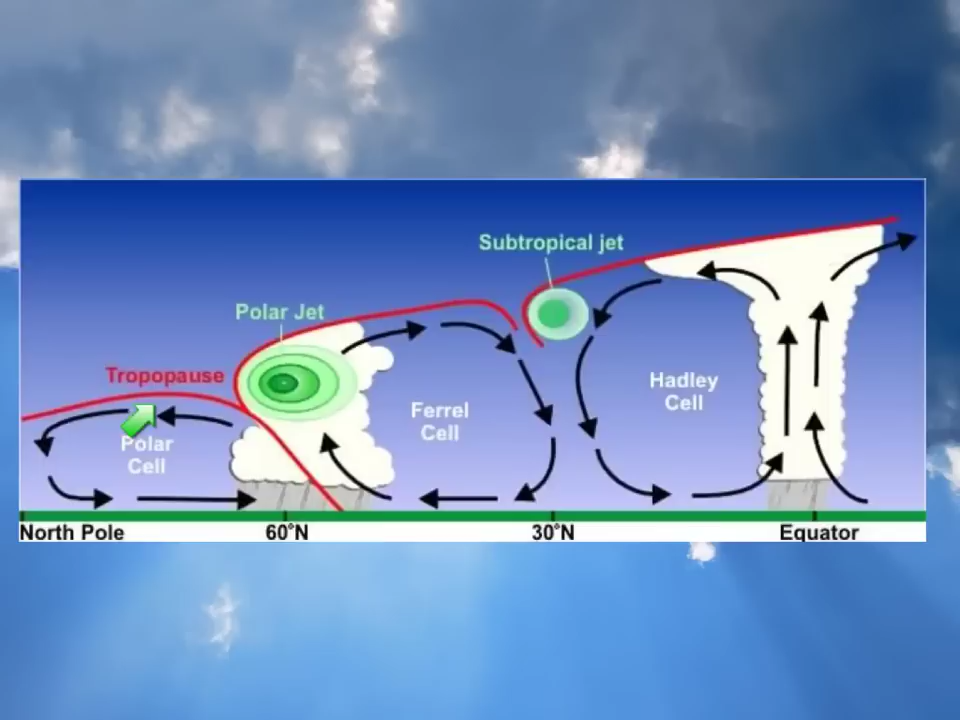 Subtropical jet
Polar Jet
Tropopause
Hadley
Cell
Ferrel
Cell
Polar
Cell
North Pole
60°N
30°N
Equator